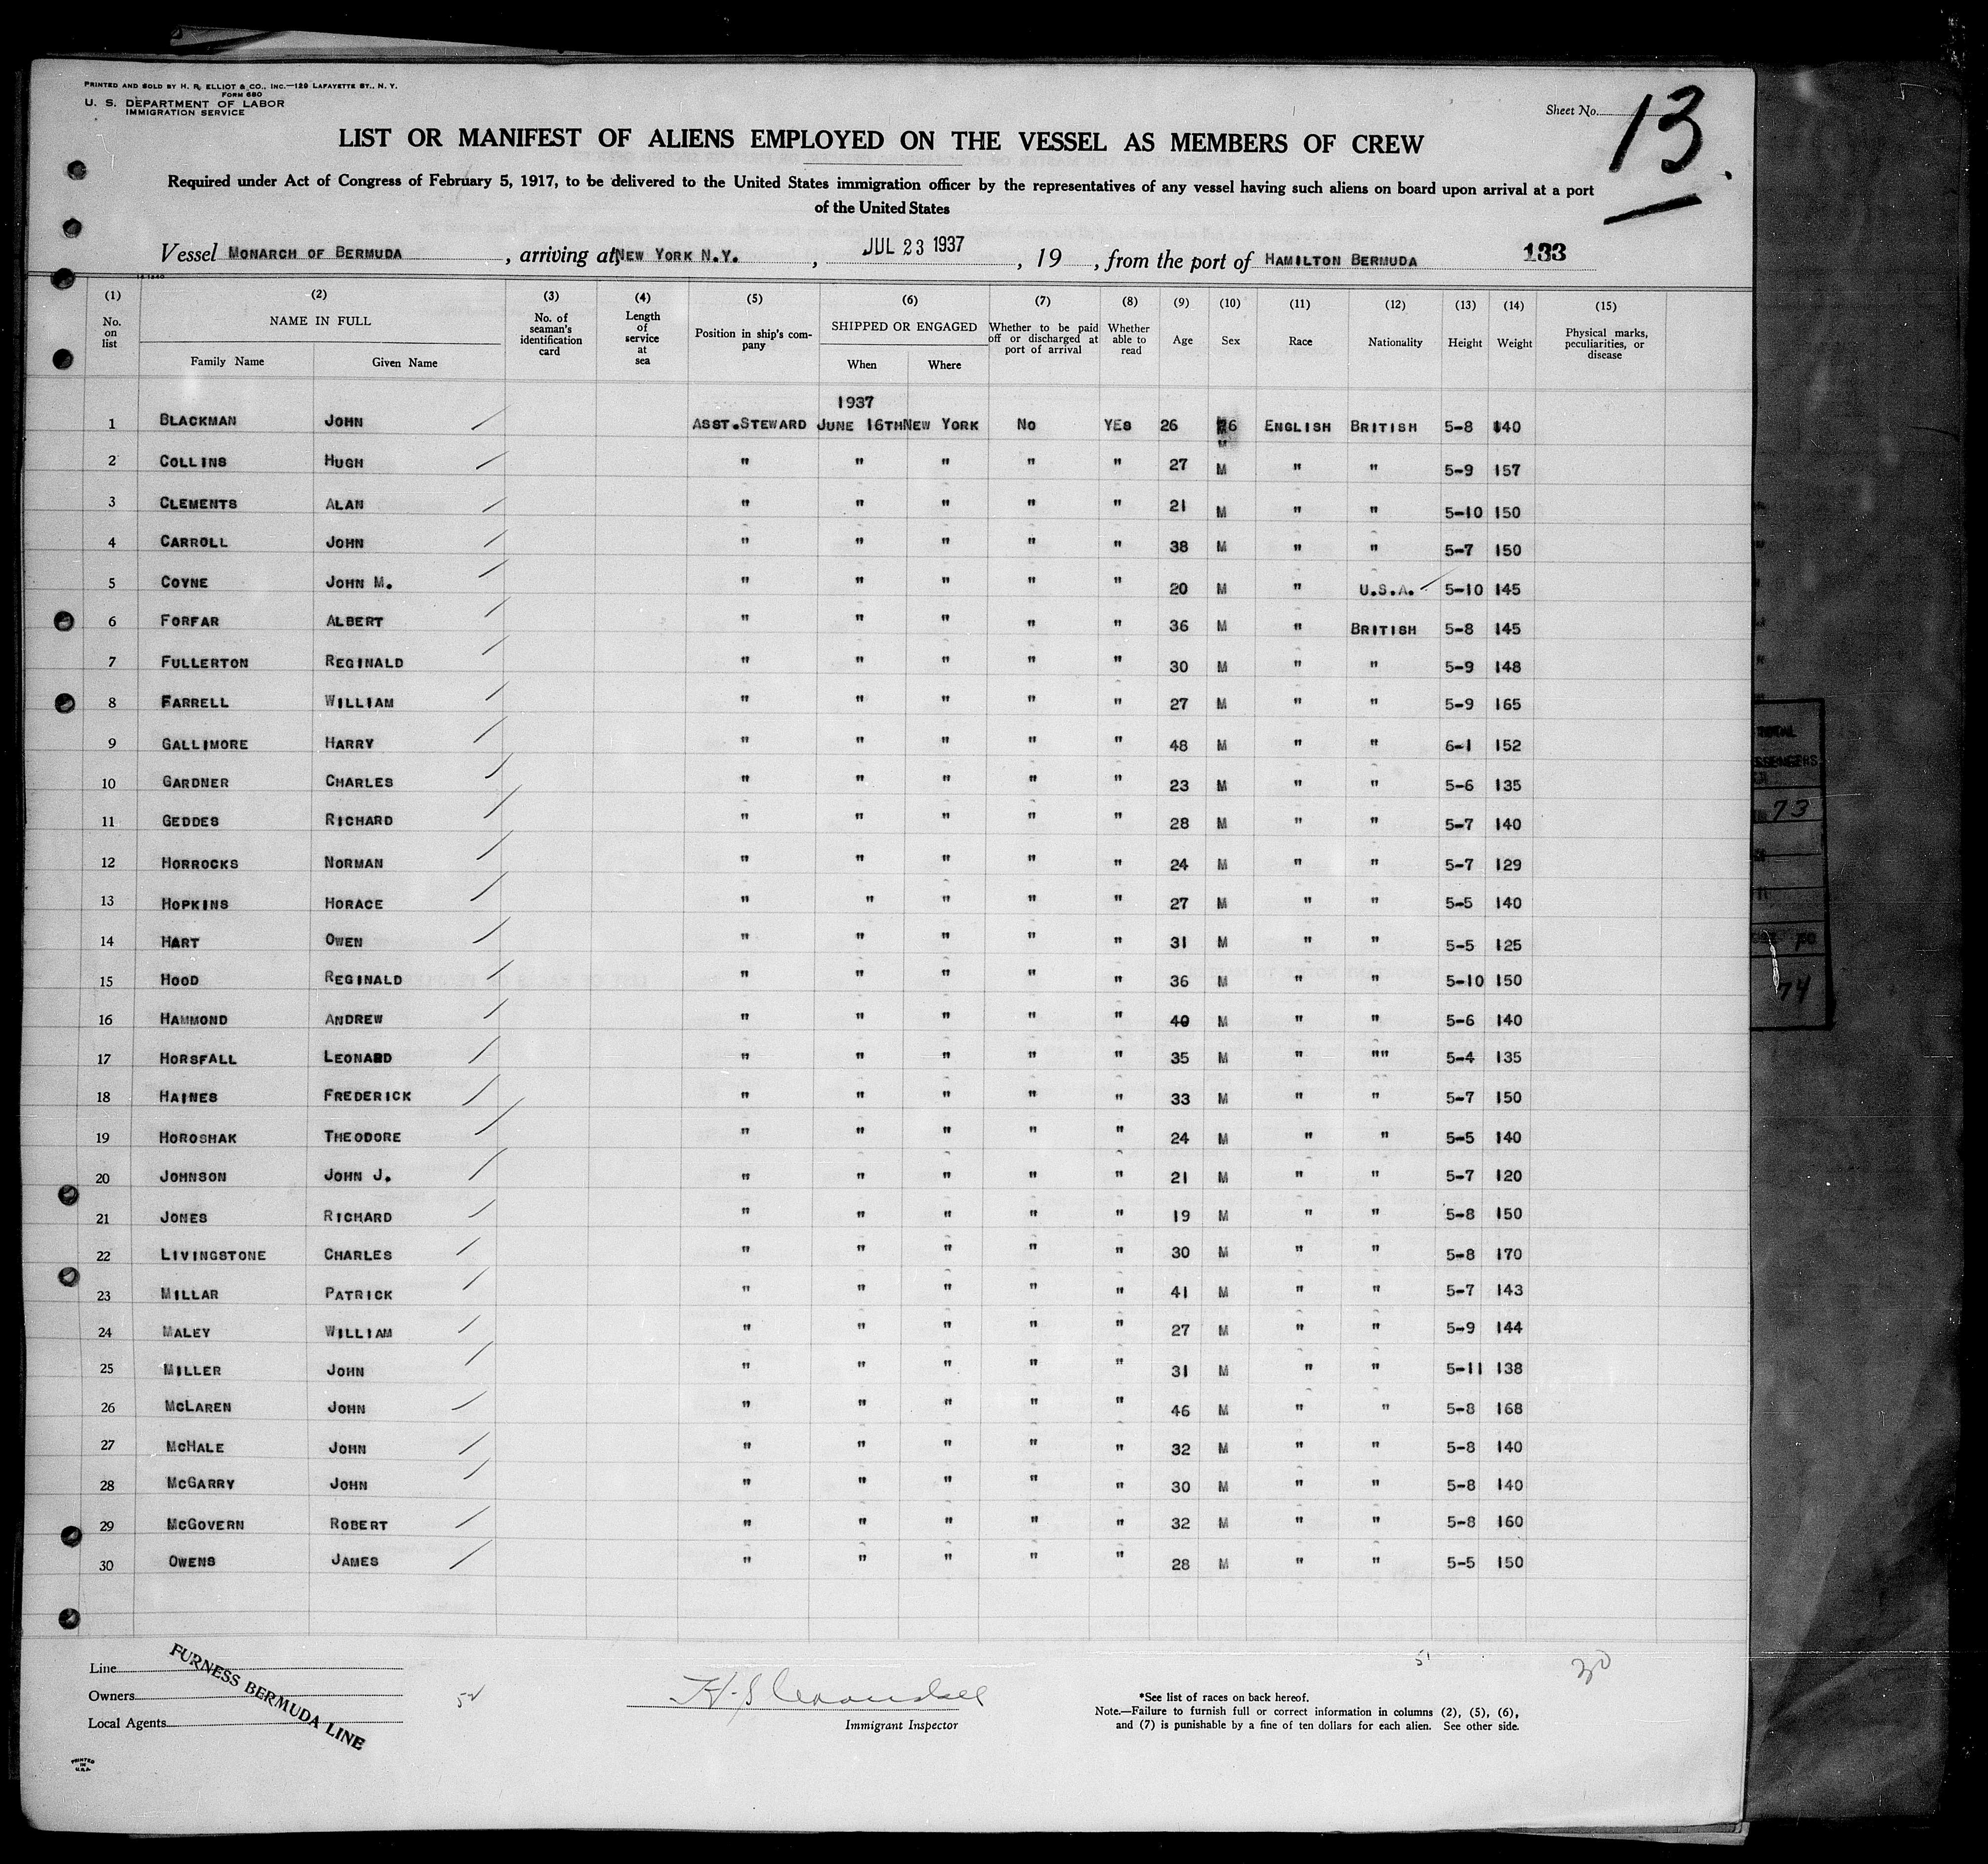 PRINTED AND SOLD BY H. R. ELLIOT & CO., INC.—129 LAFAYETTE ST., N. Y.
FORM 680
U. S. DEPARTMENT OF LABOR
IMMIGRATION SERVICE
Sheet No. 13.
LIST OR MANIFEST OF ALIENS EMPLOYED ON THE VESSEL AS MEMBERS OF CREW
Required under Act of Congress of February 5, 1917, to be delivered to the United States immigration officer by the representatives of any vessel having such aliens on board upon arrival at a port
of the United States
Vessel MONARCH OF BERMUDA, arriving at NEW YORK N.Y., JUL 23 1937, 19, from the port of HAMILTON BERMUDA 133
(1) (2) (3) (4) (5) (6) (7) (8) (9) (10) (11) (12) (13) (14) (15)
No. on list NAME IN FULL Family Name Given Name No. of seaman's identification card Length of service at sea Position in ship's company SHIPPED OR ENGAGED When Where Whether to be paid off or discharged at port of arrival Whether able to read Age Sex Race Nationality Height Weight Physical marks, peculiarities, or disease
1937
1 BLACKMAN JOHN ASST.STEWARD JUNE 16TH NEW YORK NO YES 26 M ENGLISH BRITISH 5-8 140
2 COLLINS HUGH " " " " " 27 M " " 5-9 157
3 CLEMENTS ALAN " " " " " 21 M " " 5-10 150
4 CARROLL JOHN " " " " " 38 M " " 5-7 150
5 COYNE JOHN M. " " " " " 20 M " U.S.A. 5-10 145
6 FORFAR ALBERT " " " " " 36 M " BRITISH 5-8 145
7 FULLERTON REGINALD " " " " " 30 M " " 5-9 148
8 FARRELL WILLIAM " " " " " 27 M " " 5-9 165
9 GALLIMORE HARRY " " " " " 48 M " " 6-1 152
10 GARDNER CHARLES " " " " " 23 M " " 5-6 135
11 GEDDES RICHARD " " " " " 28 M " " 5-7 140
12 HORROCKS NORMAN " " " " " 24 M " " 5-7 129
13 HOPKINS HORACE " " " " " 27 M " " 5-5 140
14 HART OWEN " " " " " 31 M " " 5-5 125
15 HOOD REGINALD " " " " " 36 M " " 5-10 150
16 HAMMOND ANDREW " " " " " 40 M " " 5-6 140
17 HORSFALL LEONARD " " " " " 35 M " "" 5-4 135
18 HAINES FREDERICK " " " " " 33 M " " 5-7 150
19 HOROSHAK THEODORE " " " " " 24 M " " 5-5 140
20 JOHNSON JOHN J. " " " " " 21 M " " 5-7 120
21 JONES RICHARD " " " " " 19 M " " 5-8 150
22 LIVINGSTONE CHARLES " " " " " 30 M " " 5-8 170
23 MILLAR PATRICK " " " " " 41 M " " 5-7 143
24 MALEY WILLIAM " " " " " 27 M " " 5-9 144
25 MILLER JOHN " " " " " 31 M " " 5-11 138
26 MCLAREN JOHN " " " " " 46 M " " 5-8 168
27 MCHALE JOHN " " " " " 32 M " " 5-8 140
28 MCGARRY JOHN " " " " " 30 M " " 5-8 140
29 MCGOVERN ROBERT " " " " " 32 M " " 5-8 160
30 OWENS JAMES " " " " " 28 M " " 5-5 150
30
Line
Owners
Local Agents
FURNESS BERMUDA LINE
Immigrant Inspector
*See list of races on back hereof.
Note.—Failure to furnish full or correct information in columns (2), (5), (6),
and (7) is punishable by a fine of ten dollars for each alien. See other side.
PRINTED IN U.S.A.
73
74